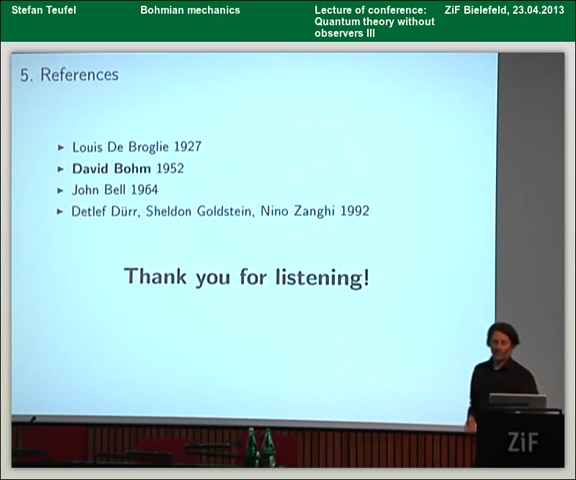 Stefan Teufel
Bohmian mechanics
Lecture of conference:
Quantum theory without
observers III
ZiF Bielefeld, 23.04.2013
5. References
► Louis De Broglie 1927
► David Bohm 1952
► John Bell 1964
► Detlef Dürr, Sheldon Goldstein, Nino Zanghi 1992
Thank you for listening!
ZiF